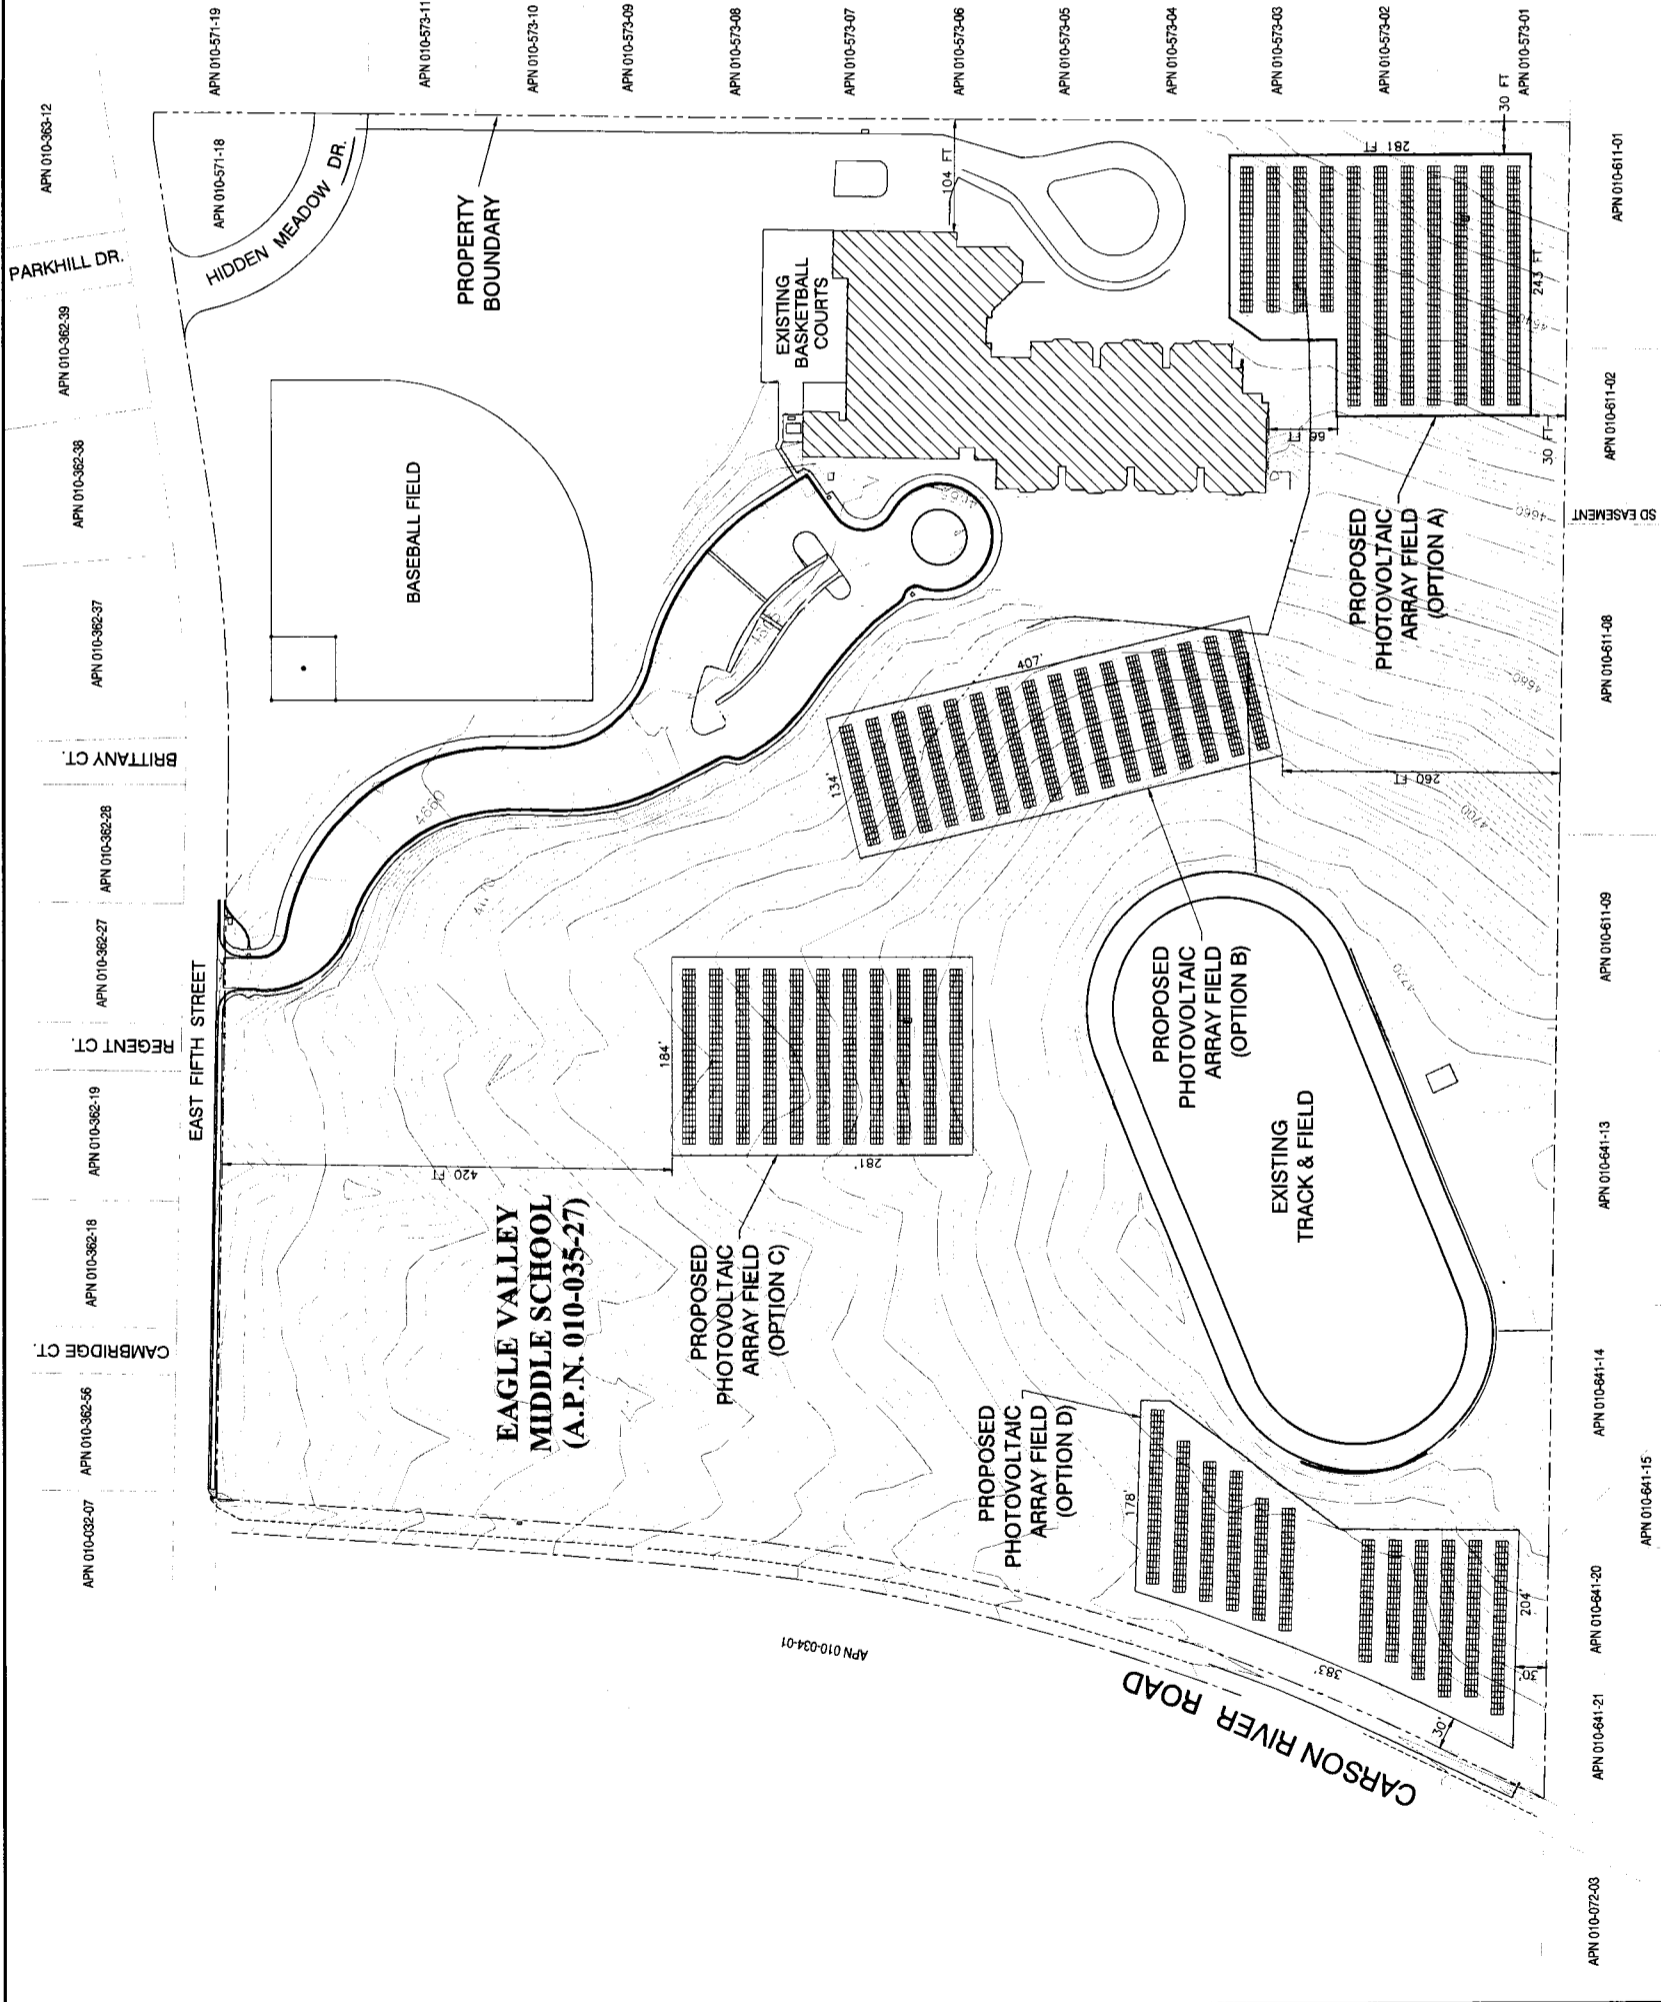 APN 010-363-12
PARKHILL DR.
APN 010-362-39
APN 010-362-38
APN 010-362-37
BRITTANY CT.
APN 010-362-28
APN 010-362-27
REGENT CT.
APN 010-362-19
APN 010-362-18
CAMBRIDGE CT.
APN 010-362-56
APN 010-032-07
EAST FIFTH STREET
APN 010-571-19
APN 010-571-18
HIDDEN MEADOW DR.
APN 010-573-11
APN 010-573-10
APN 010-573-09
APN 010-573-08
APN 010-573-07
APN 010-573-06
APN 010-573-05
APN 010-573-04
APN 010-573-03
APN 010-573-02
APN 010-573-01
PROPERTY
BOUNDARY
BASEBALL FIELD
EXISTING
BASKETBALL
COURTS
104 FT
30 FT
281 FT
243 FT
66 FT
30 FT
PROPOSED
PHOTOVOLTAIC
ARRAY FIELD
(OPTION A)
4660
4660
4680
4700
4720
407'
134'
260 FT
PROPOSED
PHOTOVOLTAIC
ARRAY FIELD
(OPTION B)
184'
281'
420 FT
EAGLE VALLEY
MIDDLE SCHOOL
(A.P.N. 010-035-27)
PROPOSED
PHOTOVOLTAIC
ARRAY FIELD
(OPTION C)
EXISTING
TRACK & FIELD
PROPOSED
PHOTOVOLTAIC
ARRAY FIELD
(OPTION D)
178'
383'
204'
30'
30'
APN 010-034-01
CARSON RIVER ROAD
APN 010-611-01
APN 010-611-02
SD EASEMENT
APN 010-611-08
APN 010-611-09
APN 010-641-13
APN 010-641-14
APN 010-641-15
APN 010-641-20
APN 010-641-21
APN 010-072-03